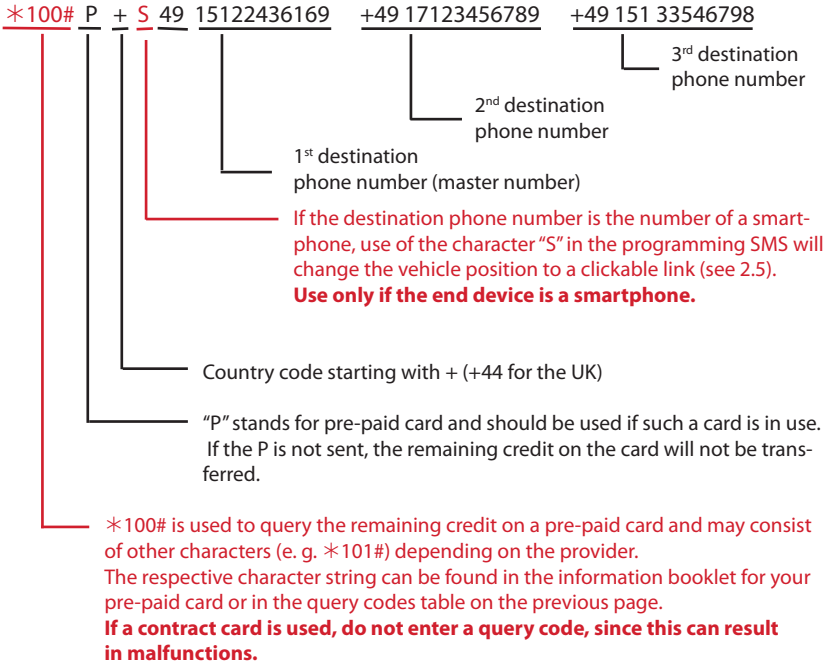 ✳100# P + S 49 15122436169 +49 17123456789 +49 151 33546798
3rd destination
phone number
2nd destination
phone number
1st destination
phone number (master number)
If the destination phone number is the number of a smart-
phone, use of the character “S” in the programming SMS will
change the vehicle position to a clickable link (see 2.5).
Use only if the end device is a smartphone.
Country code starting with + (+44 for the UK)
“P” stands for pre-paid card and should be used if such a card is in use.
If the P is not sent, the remaining credit on the card will not be trans-
ferred.
✳100# is used to query the remaining credit on a pre-paid card and may consist
of other characters (e. g. ✳101#) depending on the provider.
The respective character string can be found in the information booklet for your
pre-paid card or in the query codes table on the previous page.
If a contract card is used, do not enter a query code, since this can result
in malfunctions.